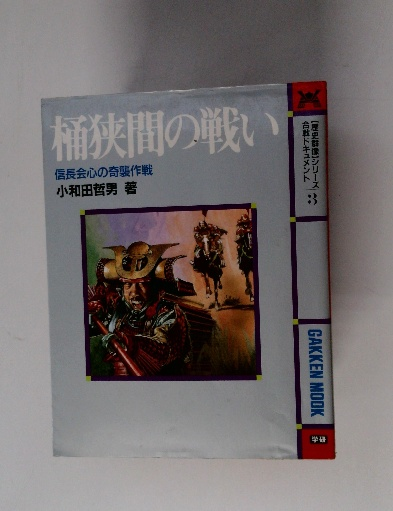 桶狭間の戦い
信長会心の奇襲作戦
小和田哲男 著
[歴史群像]シリーズ
合戦ドキュメント
3
GAKKEN MOOK
学研